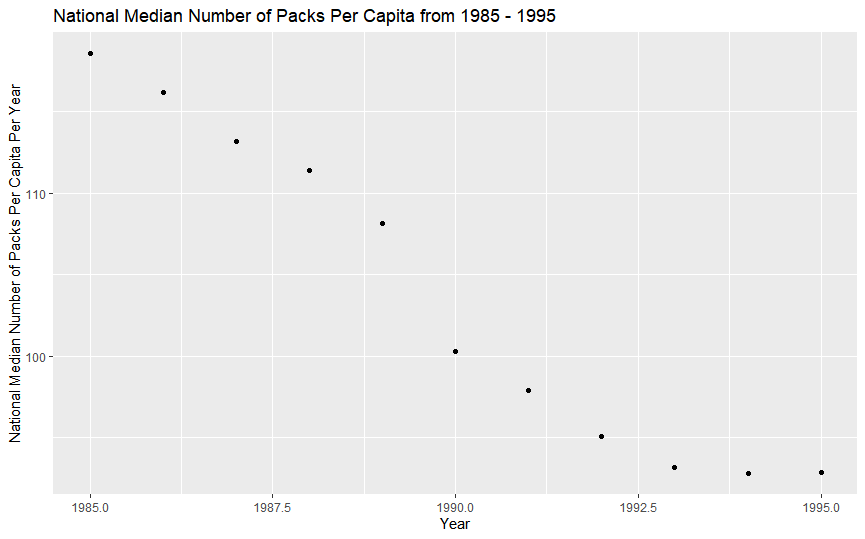 National Median Number of Packs Per Capita from 1985 - 1995
National Median Number of Packs Per Capita Per Year
110
100
1985.0 1987.5 1990.0 1992.5 1995.0
Year